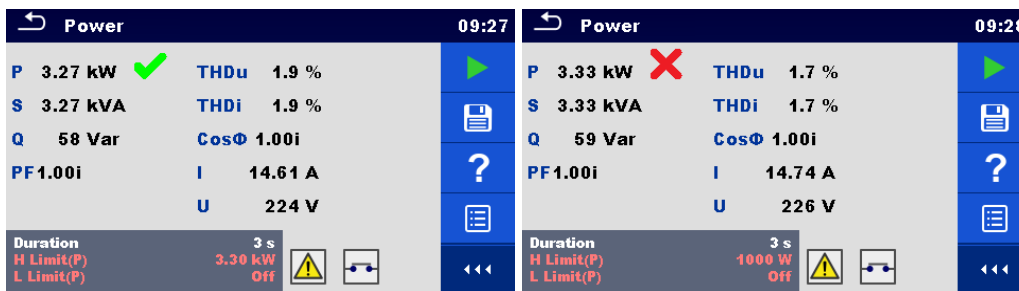 Power 09:27
P 3.27 kW THDu 1.9 %
S 3.27 kVA THDi 1.9 %
Q 58 Var CosΦ 1.00i
PF1.00i I 14.61 A
U 224 V
Duration 3 s
H Limit(P) 3.30 kW
L Limit(P) Off
Power 09:28
P 3.33 kW THDu 1.7 %
S 3.33 kVA THDi 1.7 %
Q 59 Var CosΦ 1.00i
PF1.00i I 14.74 A
U 226 V
Duration 3 s
H Limit(P) 1000 W
L Limit(P) Off